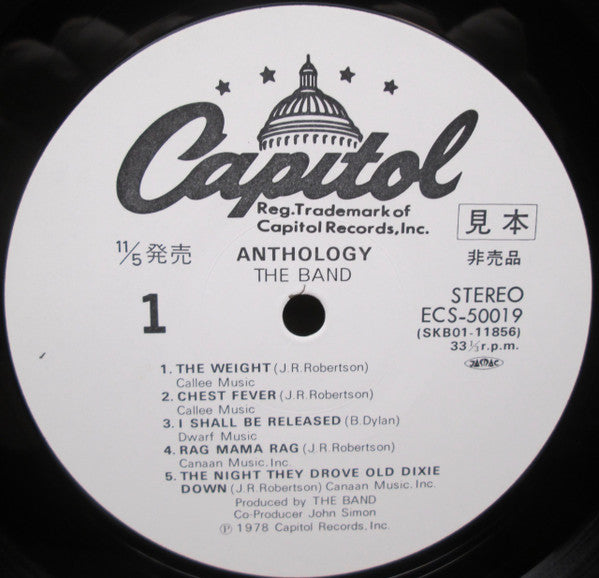 Capitol
Reg.Trademark of
Capitol Records,Inc.
見本
11/5 発売
ANTHOLOGY
非売品
THE BAND
1
STEREO
ECS-50019
(SKB01-11856)
33⅓r.p.m.
1. THE WEIGHT (J.R.Robertson)
Callee Music
2. CHEST FEVER (J.R.Robertson)
Callee Music
3. I SHALL BE RELEASED (B.Dylan)
Dwarf Music
4. RAG MAMA RAG (J.R.Robertson)
Canaan Music.Inc.
5. THE NIGHT THEY DROVE OLD DIXIE
DOWN (J.R.Robertson) Canaan Music.Inc.
Produced by THE BAND
Co-Producer John Simon
℗ 1978 Capitol Records, Inc.